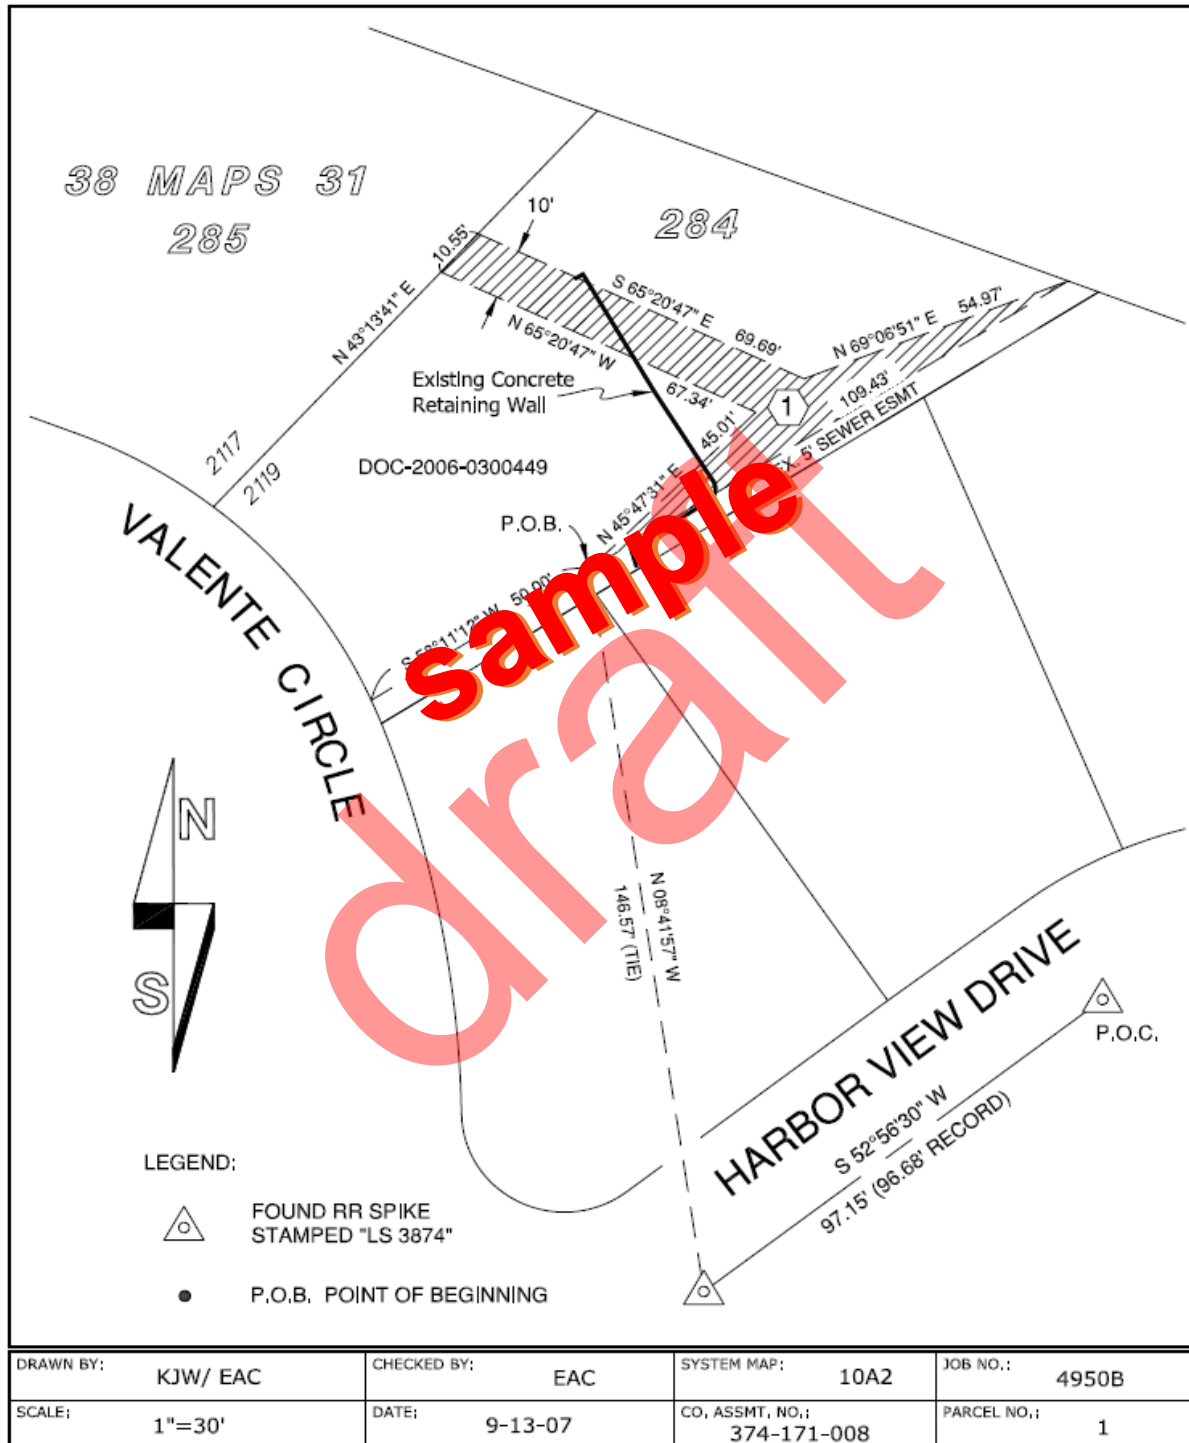 38 MAPS 31
285
284
10'
10.55'
N 43°13'41" E
S 65°20'47" E
69.69'
N 65°20'47" W
67.34'
N 69°06'51" E
54.97'
109.43'
1
EX. 5' SEWER ESMT
Existing Concrete
Retaining Wall
45.01'
N 45°47'31" E
DOC-2006-0300449
2117
2119
P.O.B.
50.00'
W
sample
draft
VALENTE CIRCLE
N
S
N 08°41'57" W
146.57' (TIE)
HARBOR VIEW DRIVE
P.O.C.
S 52°56'30" W
97.15' (96.68' RECORD)
LEGEND:
FOUND RR SPIKE
STAMPED "LS 3874"
P.O.B. POINT OF BEGINNING
DRAWN BY: KJW/ EAC
CHECKED BY: EAC
SYSTEM MAP: 10A2
JOB NO.: 4950B
SCALE: 1"=30'
DATE: 9-13-07
CO. ASSMT. NO.: 374-171-008
PARCEL NO.: 1